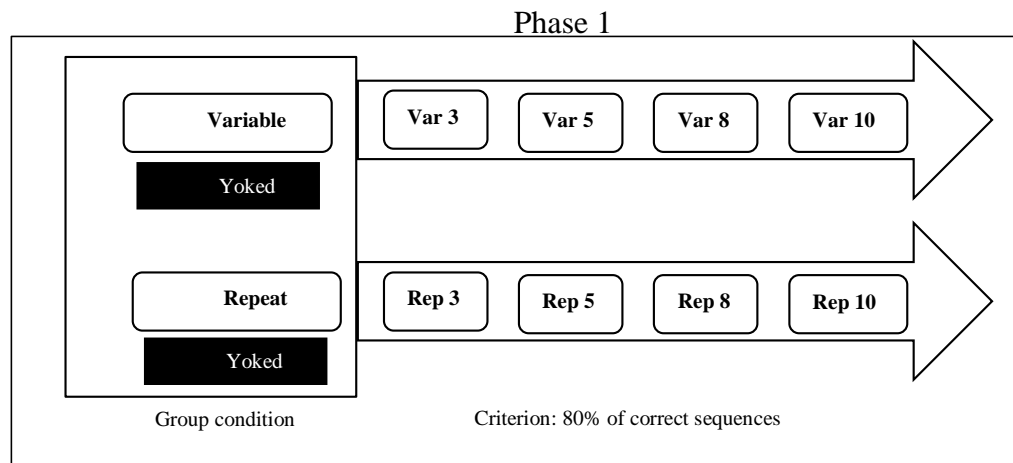 Phase 1
Variable
Var 3
Var 5
Var 8
Var 10
Yoked
Repeat
Rep 3
Rep 5
Rep 8
Rep 10
Yoked
Group condition
Criterion: 80% of correct sequences